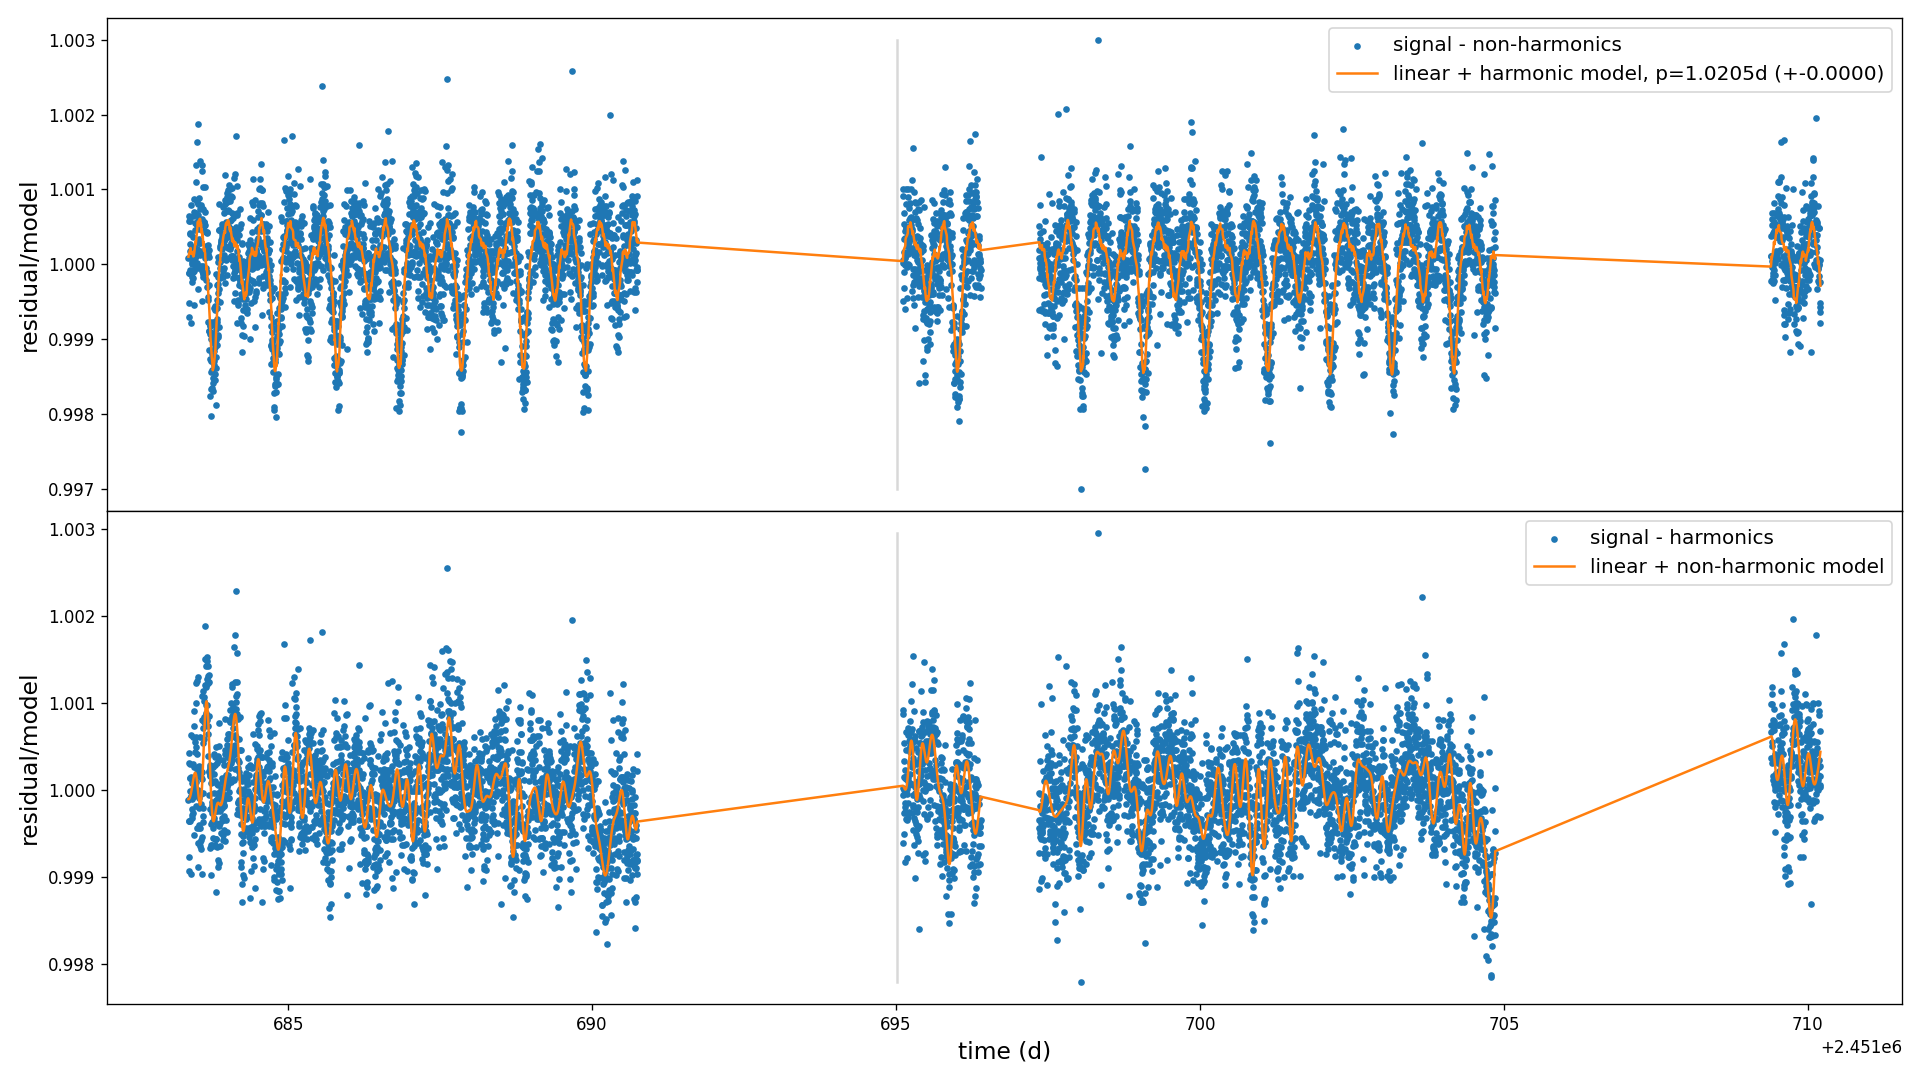 signal - non-harmonics
linear + harmonic model, p=1.0205d (+-0.0000)
1.003
1.002
1.001
1.000
0.999
0.998
0.997
residual/model
signal - harmonics
linear + non-harmonic model
1.003
1.002
1.001
1.000
0.999
0.998
residual/model
685
690
695
700
705
710
time (d)
+2.451e6